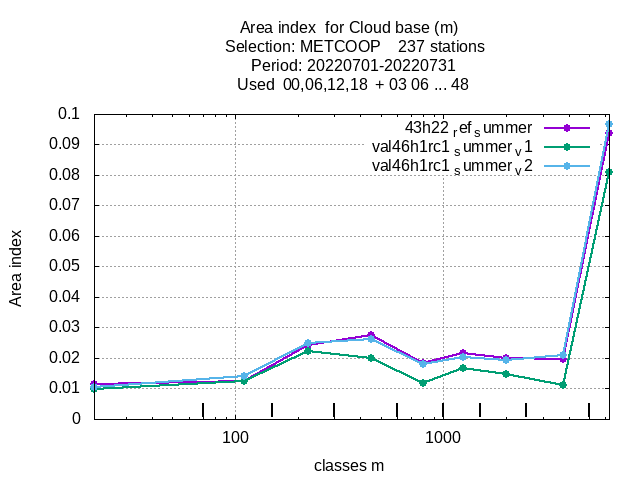 Area index  for Cloud base (m)
Selection: METCOOP    237 stations
Period: 20220701-20220731
Used  00,06,12,18  + 03 06 ... 48
0.1
0.09
0.08
0.07
0.06
0.05
0.04
0.03
0.02
0.01
0
Area index
43h22 ref summer
val46h1rc1 summer v1
val46h1rc1 summer v2
100
1000
classes m